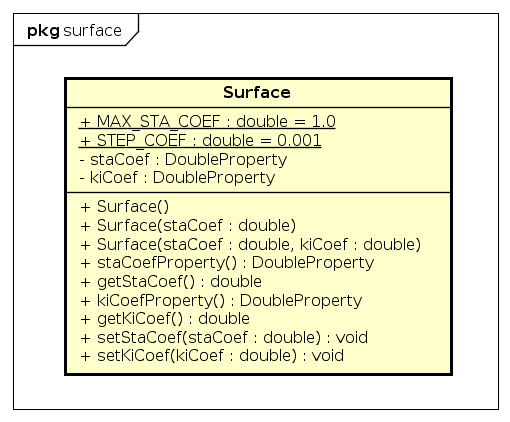 pkg surface
Surface
+ MAX_STA_COEF : double = 1.0
+ STEP_COEF : double = 0.001
- staCoef : DoubleProperty
- kiCoef : DoubleProperty
+ Surface()
+ Surface(staCoef : double)
+ Surface(staCoef : double, kiCoef : double)
+ staCoefProperty() : DoubleProperty
+ getStaCoef() : double
+ kiCoefProperty() : DoubleProperty
+ getKiCoef() : double
+ setStaCoef(staCoef : double) : void
+ setKiCoef(kiCoef : double) : void